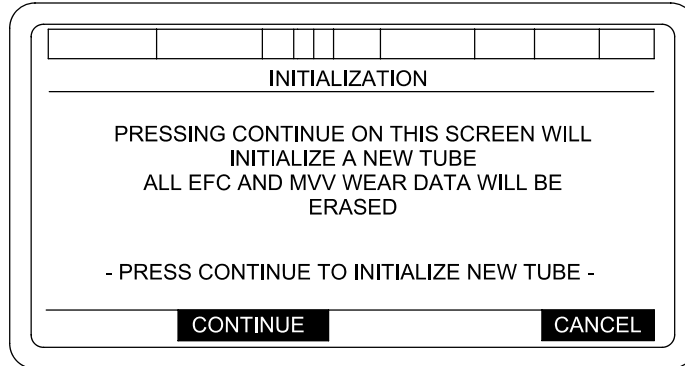 INITIALIZATION
PRESSING CONTINUE ON THIS SCREEN WILL
INITIALIZE A NEW TUBE
ALL EFC AND MVV WEAR DATA WILL BE
ERASED
- PRESS CONTINUE TO INITIALIZE NEW TUBE -
CONTINUE CANCEL